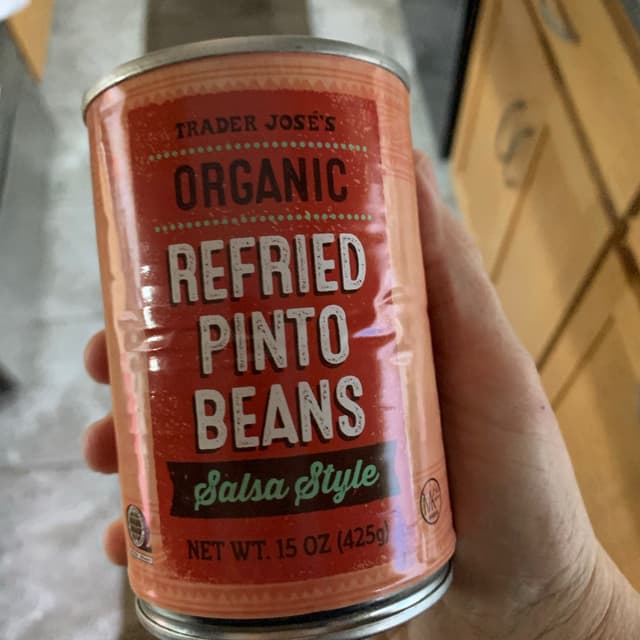 TRADER JOSÉ'S
ORGANIC
REFRIED
PINTO
BEANS
Salsa Style
NET WT. 15 OZ (425g)